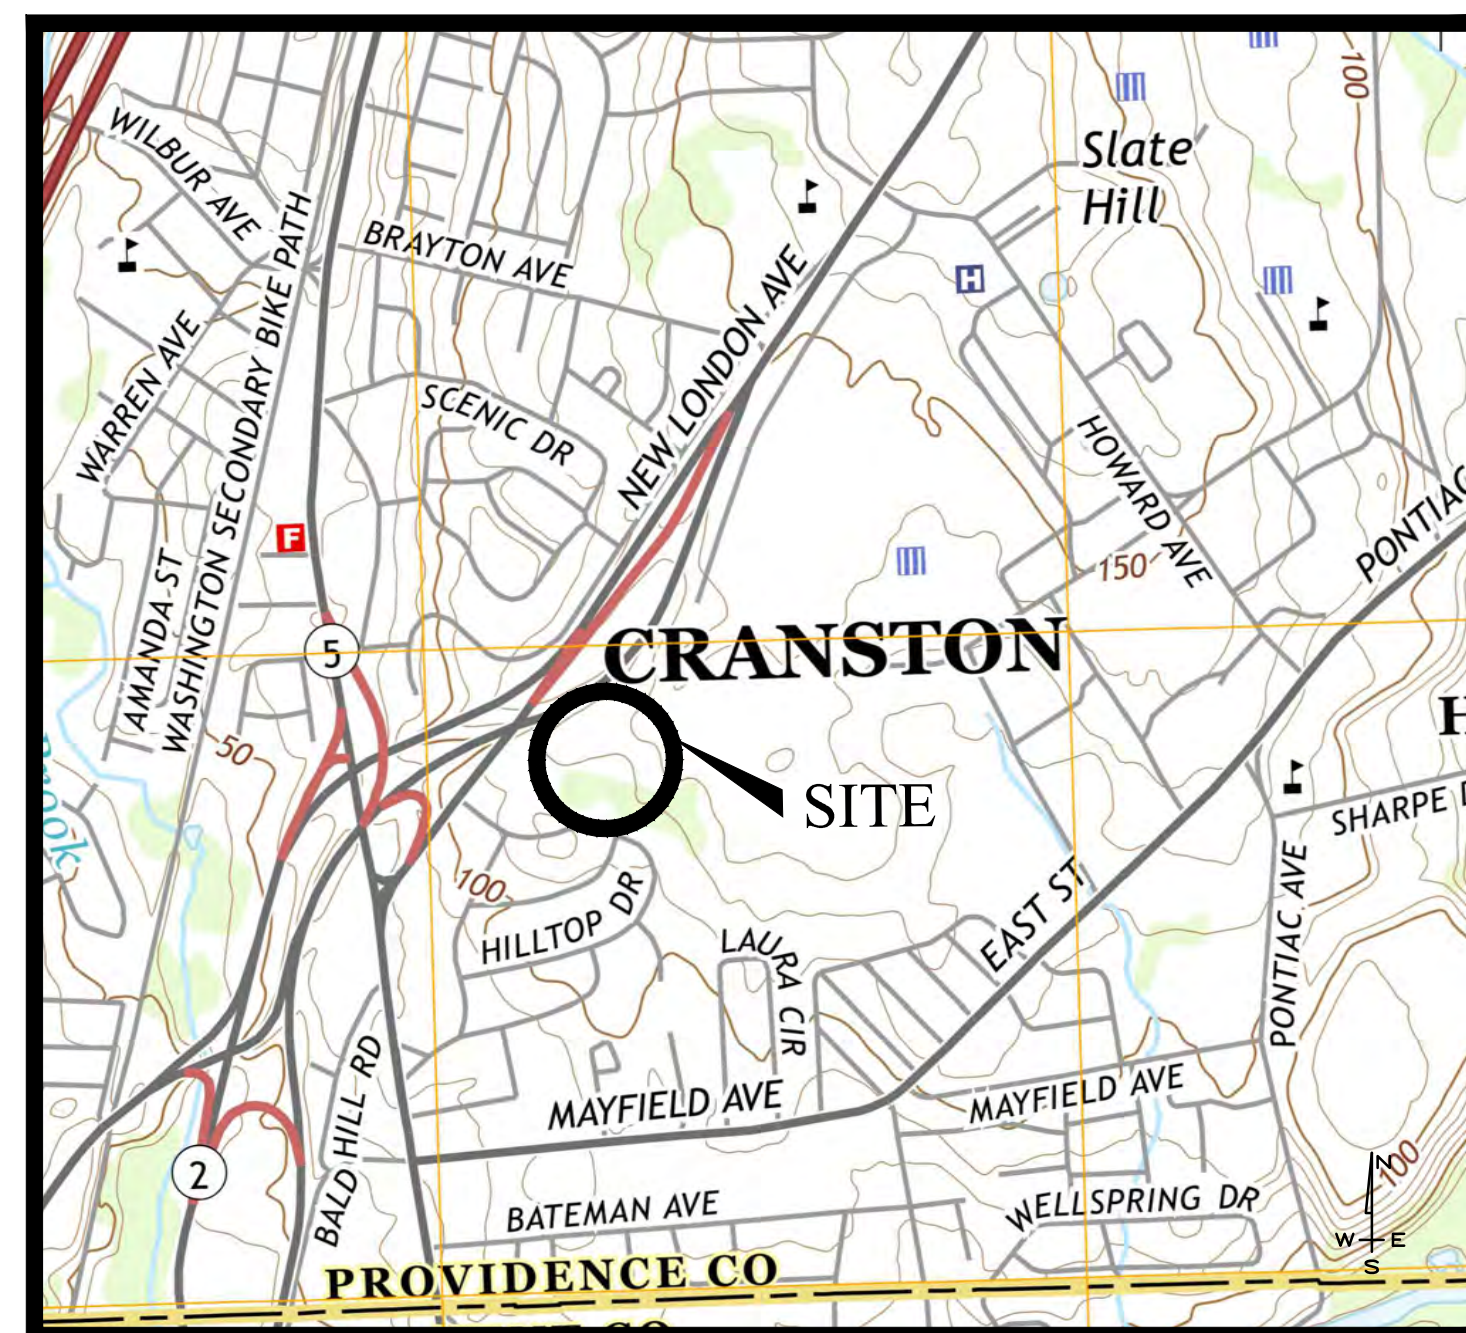 100
WILBUR AVE
Slate
Hill
BRAYTON AVE
H
WASHINGTON SECONDARY BIKE PATH
NEW LONDON AVE
WARREN AVE
SCENIC DR
HOWARD AVE
PONTIAC
F
150
AMANDA ST
5
CRANSTON
50
H
Brook
SITE
SHARPE D
100
HILLTOP DR
LAURA CIR
EAST ST
PONTIAC AVE
BALD HILL RD
MAYFIELD AVE
MAYFIELD AVE
2
100
N
W E
S
BATEMAN AVE
WELLSPRING DR
PROVIDENCE CO
CO